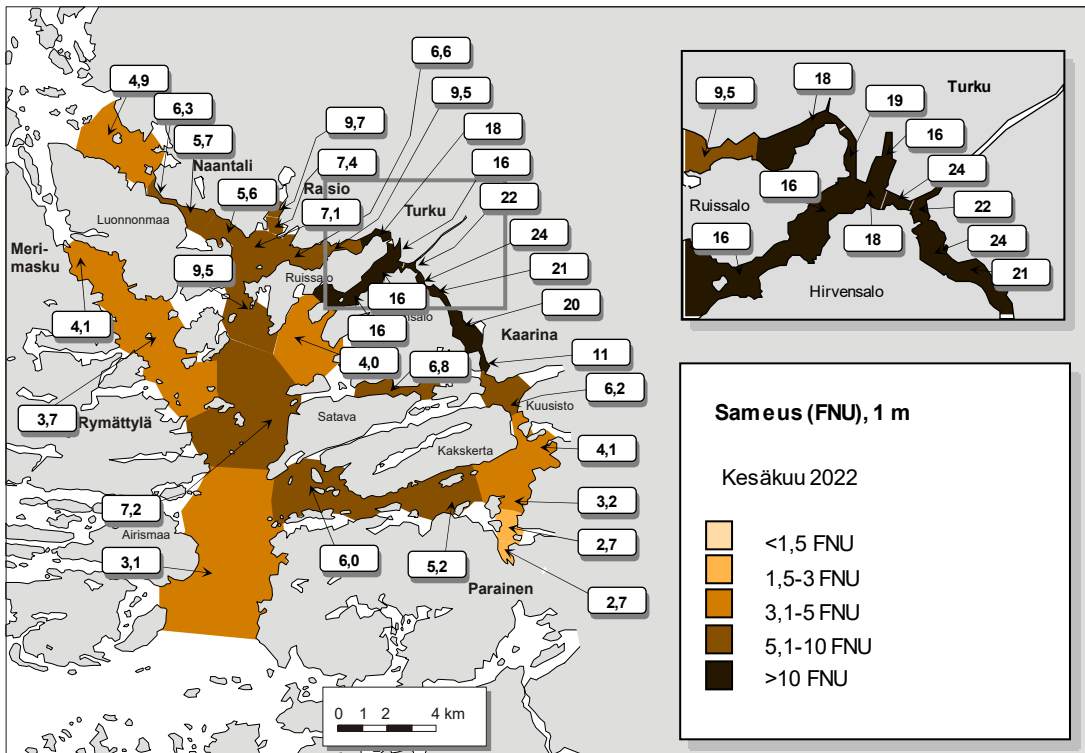 6,6
4,9
9,5
6,3
9,7
18
5,7
Naantali
7,4
16
Raisio
5,6
22
7,1
Turku
Luonnonmaa
24
Meri-
masku
9,5
Ruissalo
21
16
20
4,1
16
Kaarina
4,0
11
6,8
6,2
3,7
Rymättylä
Satava
Kuusisto
Kakskerta
4,1
7,2
3,2
Airismaa
3,1
6,0
5,2
2,7
Parainen
2,7
0 1 2 4 km
18
Turku
9,5
19
16
24
16
Ruissalo
22
16
18
24
21
Hirvensalo
Sameus (FNU), 1 m
Kesäkuu 2022
<1,5 FNU
1,5-3 FNU
3,1-5 FNU
5,1-10 FNU
>10 FNU